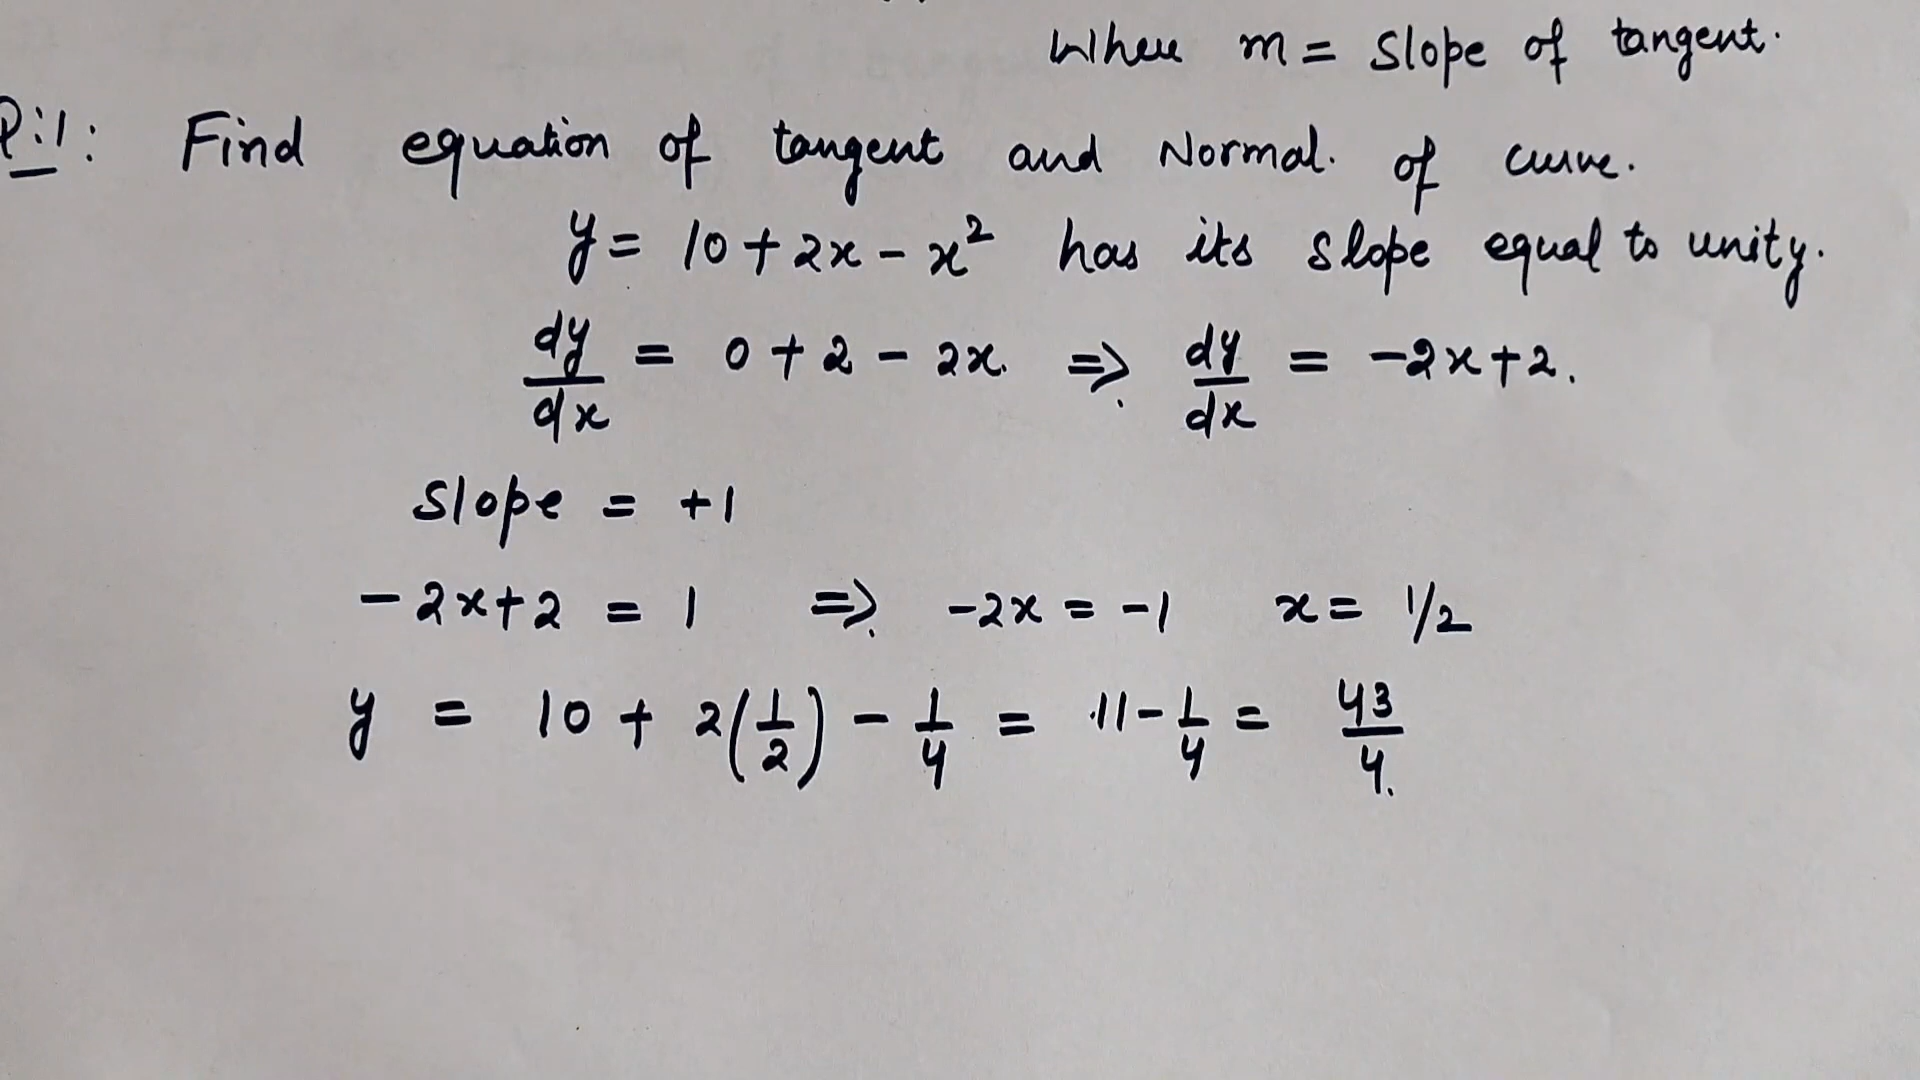 Where m = Slope of tangent.
P:1: Find equation of tangent and Normal. of curve.
y = 10 + 2x - x² has its slope equal to unity.
dy/dx = 0 + 2 - 2x. ⇒ dy/dx = -2x+2.
Slope = +1
-2x+2 = 1 ⇒ -2x = -1 x = 1/2
y = 10 + 2(1/2) - 1/4 = 11 - 1/4 = 43/4.